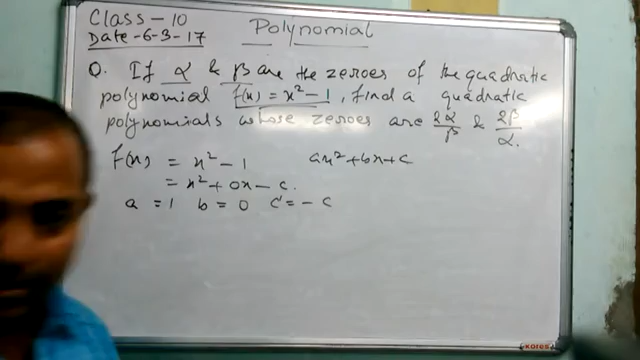 Class - 10
Polynomial
Date - 6-3-17
Q. If α & β are the zeroes of the quadratic
polynomial f(x) = x² - 1, find a quadratic
polynomials whose zeroes are 2α/β & 2β/α.
f(x) = x² - 1 ax² + bx + c
= x² + 0x - c.
a = 1 b = 0 c = - c
KORES